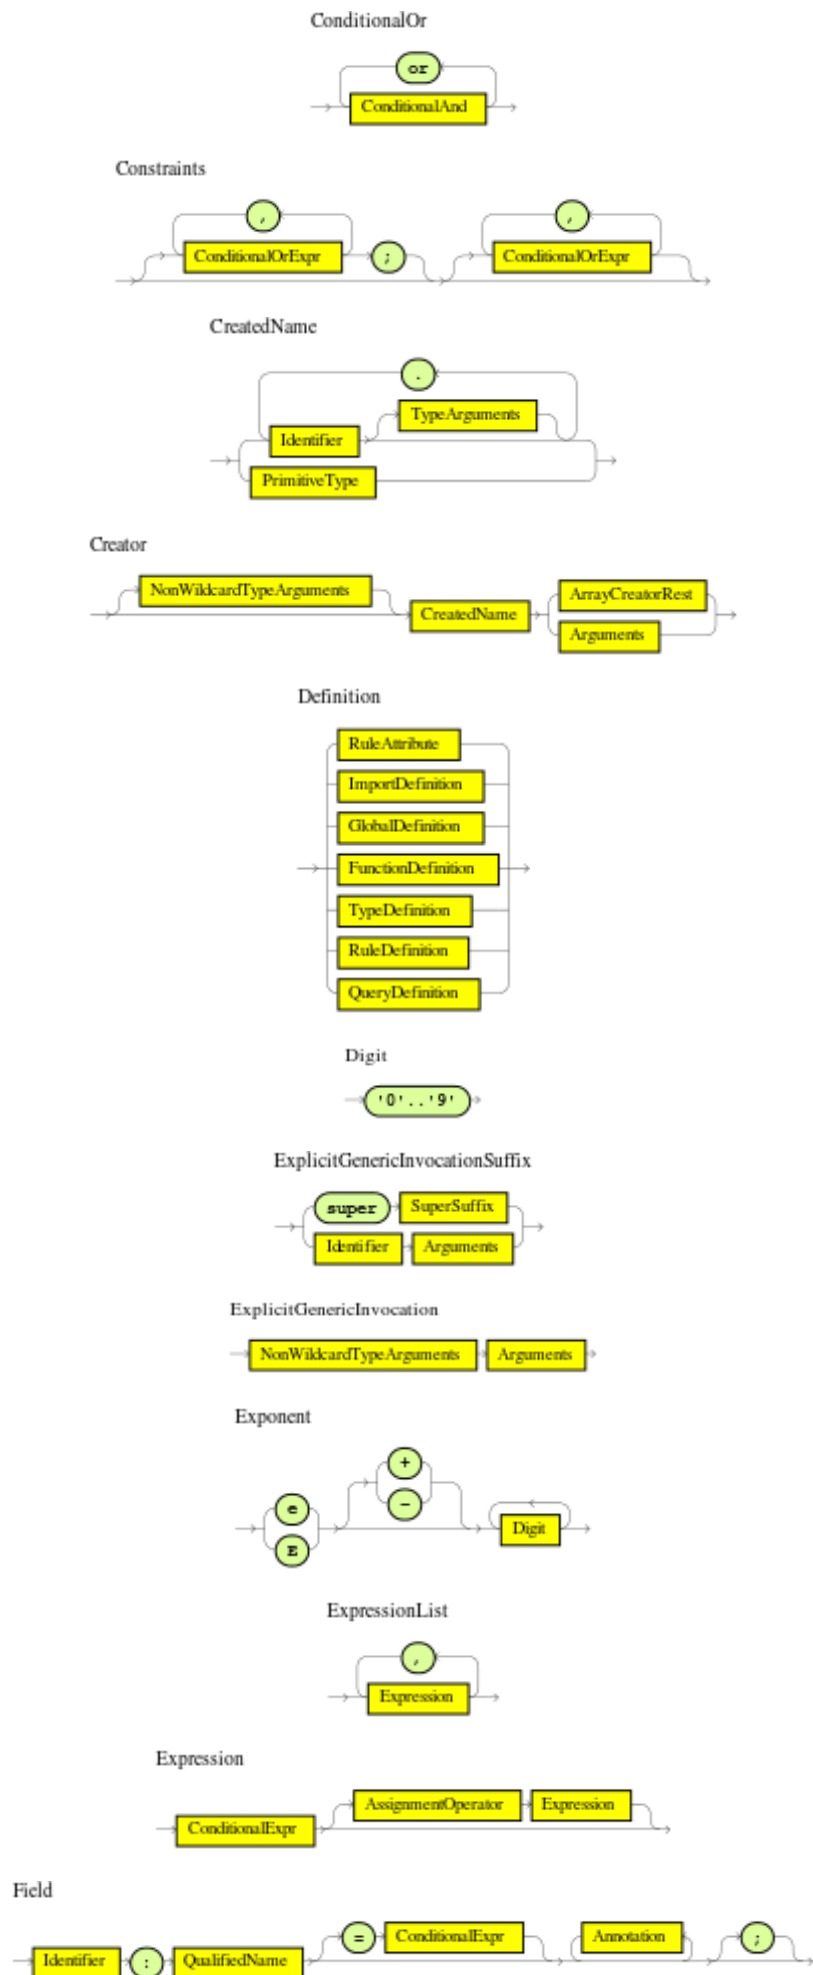 ConditionalOr
or
ConditionalAnd
Constraints
, ,
ConditionalOrExpr ; ConditionalOrExpr
CreatedName
.
TypeArguments
Identifier
PrimitiveType
Creator
NonWildcardTypeArguments ArrayCreatorRest
CreatedName
Arguments
Definition
RuleAttribute
ImportDefinition
GlobalDefinition
FunctionDefinition
TypeDefinition
RuleDefinition
QueryDefinition
Digit
'0'..'9'
ExplicitGenericInvocationSuffix
super SuperSuffix
Identifier Arguments
ExplicitGenericInvocation
NonWildcardTypeArguments Arguments
Exponent
+
-
e
Digit
E
ExpressionList
,
Expression
Expression
AssignmentOperator Expression
ConditionalExpr
Field
= ConditionalExpr Annotation ;
Identifier : QualifiedName